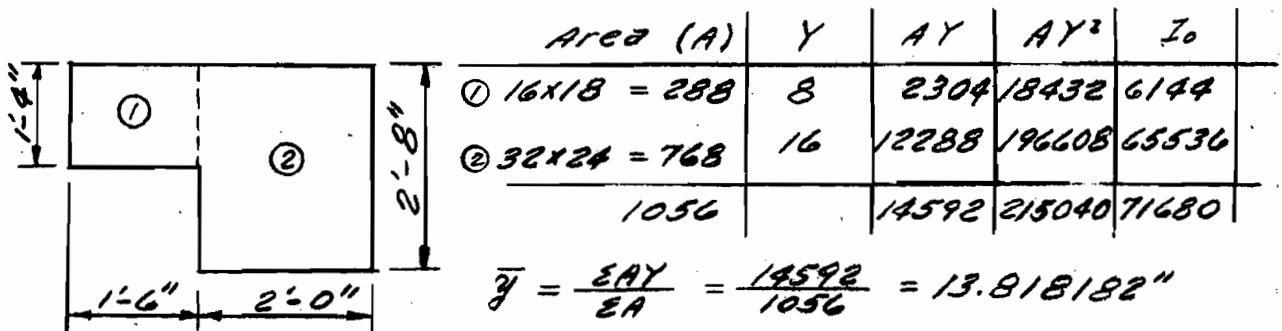 Area (A) Y AY AY² Io
① 16x18 = 288 8 2304 18432 6144
② 32x24 = 768 16 12288 196608 65536
1056 14592 215040 71680
ȳ = ΣAY / ΣA = 14592 / 1056 = 13.818182"
1'-4"
①
②
2'-8"
1'-6" 2'-0"